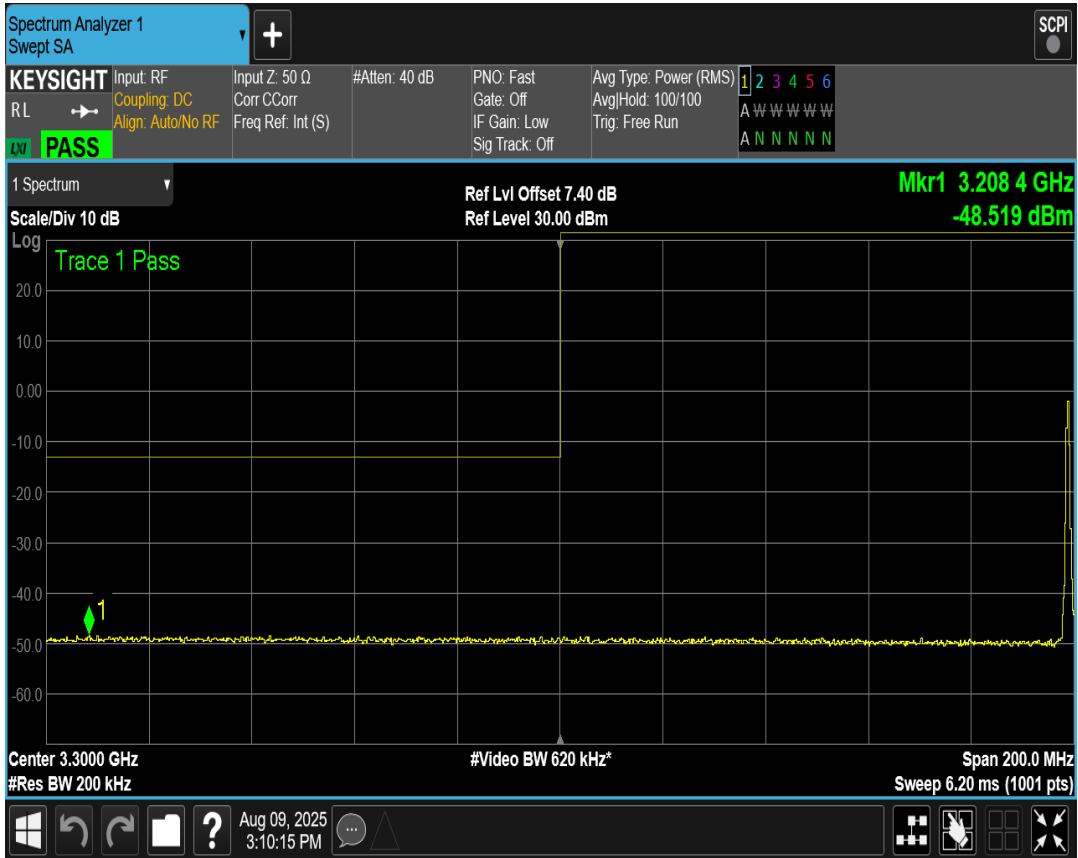 Spectrum Analyzer 1
Swept SA
+
SCPI
KEYSIGHT
RL
LXI PASS
Input: RF
Coupling: DC
Align: Auto/No RF
Input Z: 50 Ω
Corr CCorr
Freq Ref: Int (S)
#Atten: 40 dB
PNO: Fast
Gate: Off
IF Gain: Low
Sig Track: Off
Avg Type: Power (RMS)
Avg|Hold: 100/100
Trig: Free Run
1 2 3 4 5 6
A W W W W W
A N N N N N
1 Spectrum
Scale/Div 10 dB
Ref Lvl Offset 7.40 dB
Ref Level 30.00 dBm
Mkr1 3.208 4 GHz
-48.519 dBm
Log
Trace 1 Pass
20.0
10.0
0.00
-10.0
-20.0
-30.0
-40.0
1
-50.0
-60.0
Center 3.3000 GHz
#Res BW 200 kHz
#Video BW 620 kHz*
Span 200.0 MHz
Sweep 6.20 ms (1001 pts)
?
Aug 09, 2025
3:10:15 PM